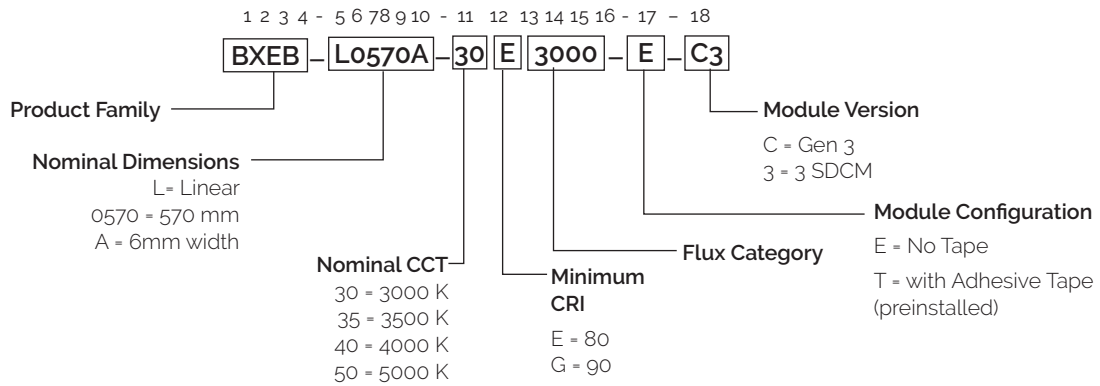 1 2 3 4 - 5 6 78 9 10 - 11 12 13 14 15 16 - 17 - 18
BXEB – L0570A – 30 E 3000 – E – C3
Product Family
Nominal Dimensions
L= Linear
0570 = 570 mm
A = 6mm width
Nominal CCT
30 = 3000 K
35 = 3500 K
40 = 4000 K
50 = 5000 K
Minimum
CRI
E = 80
G = 90
Flux Category
Module Configuration
E = No Tape
T = with Adhesive Tape
(preinstalled)
Module Version
C = Gen 3
3 = 3 SDCM